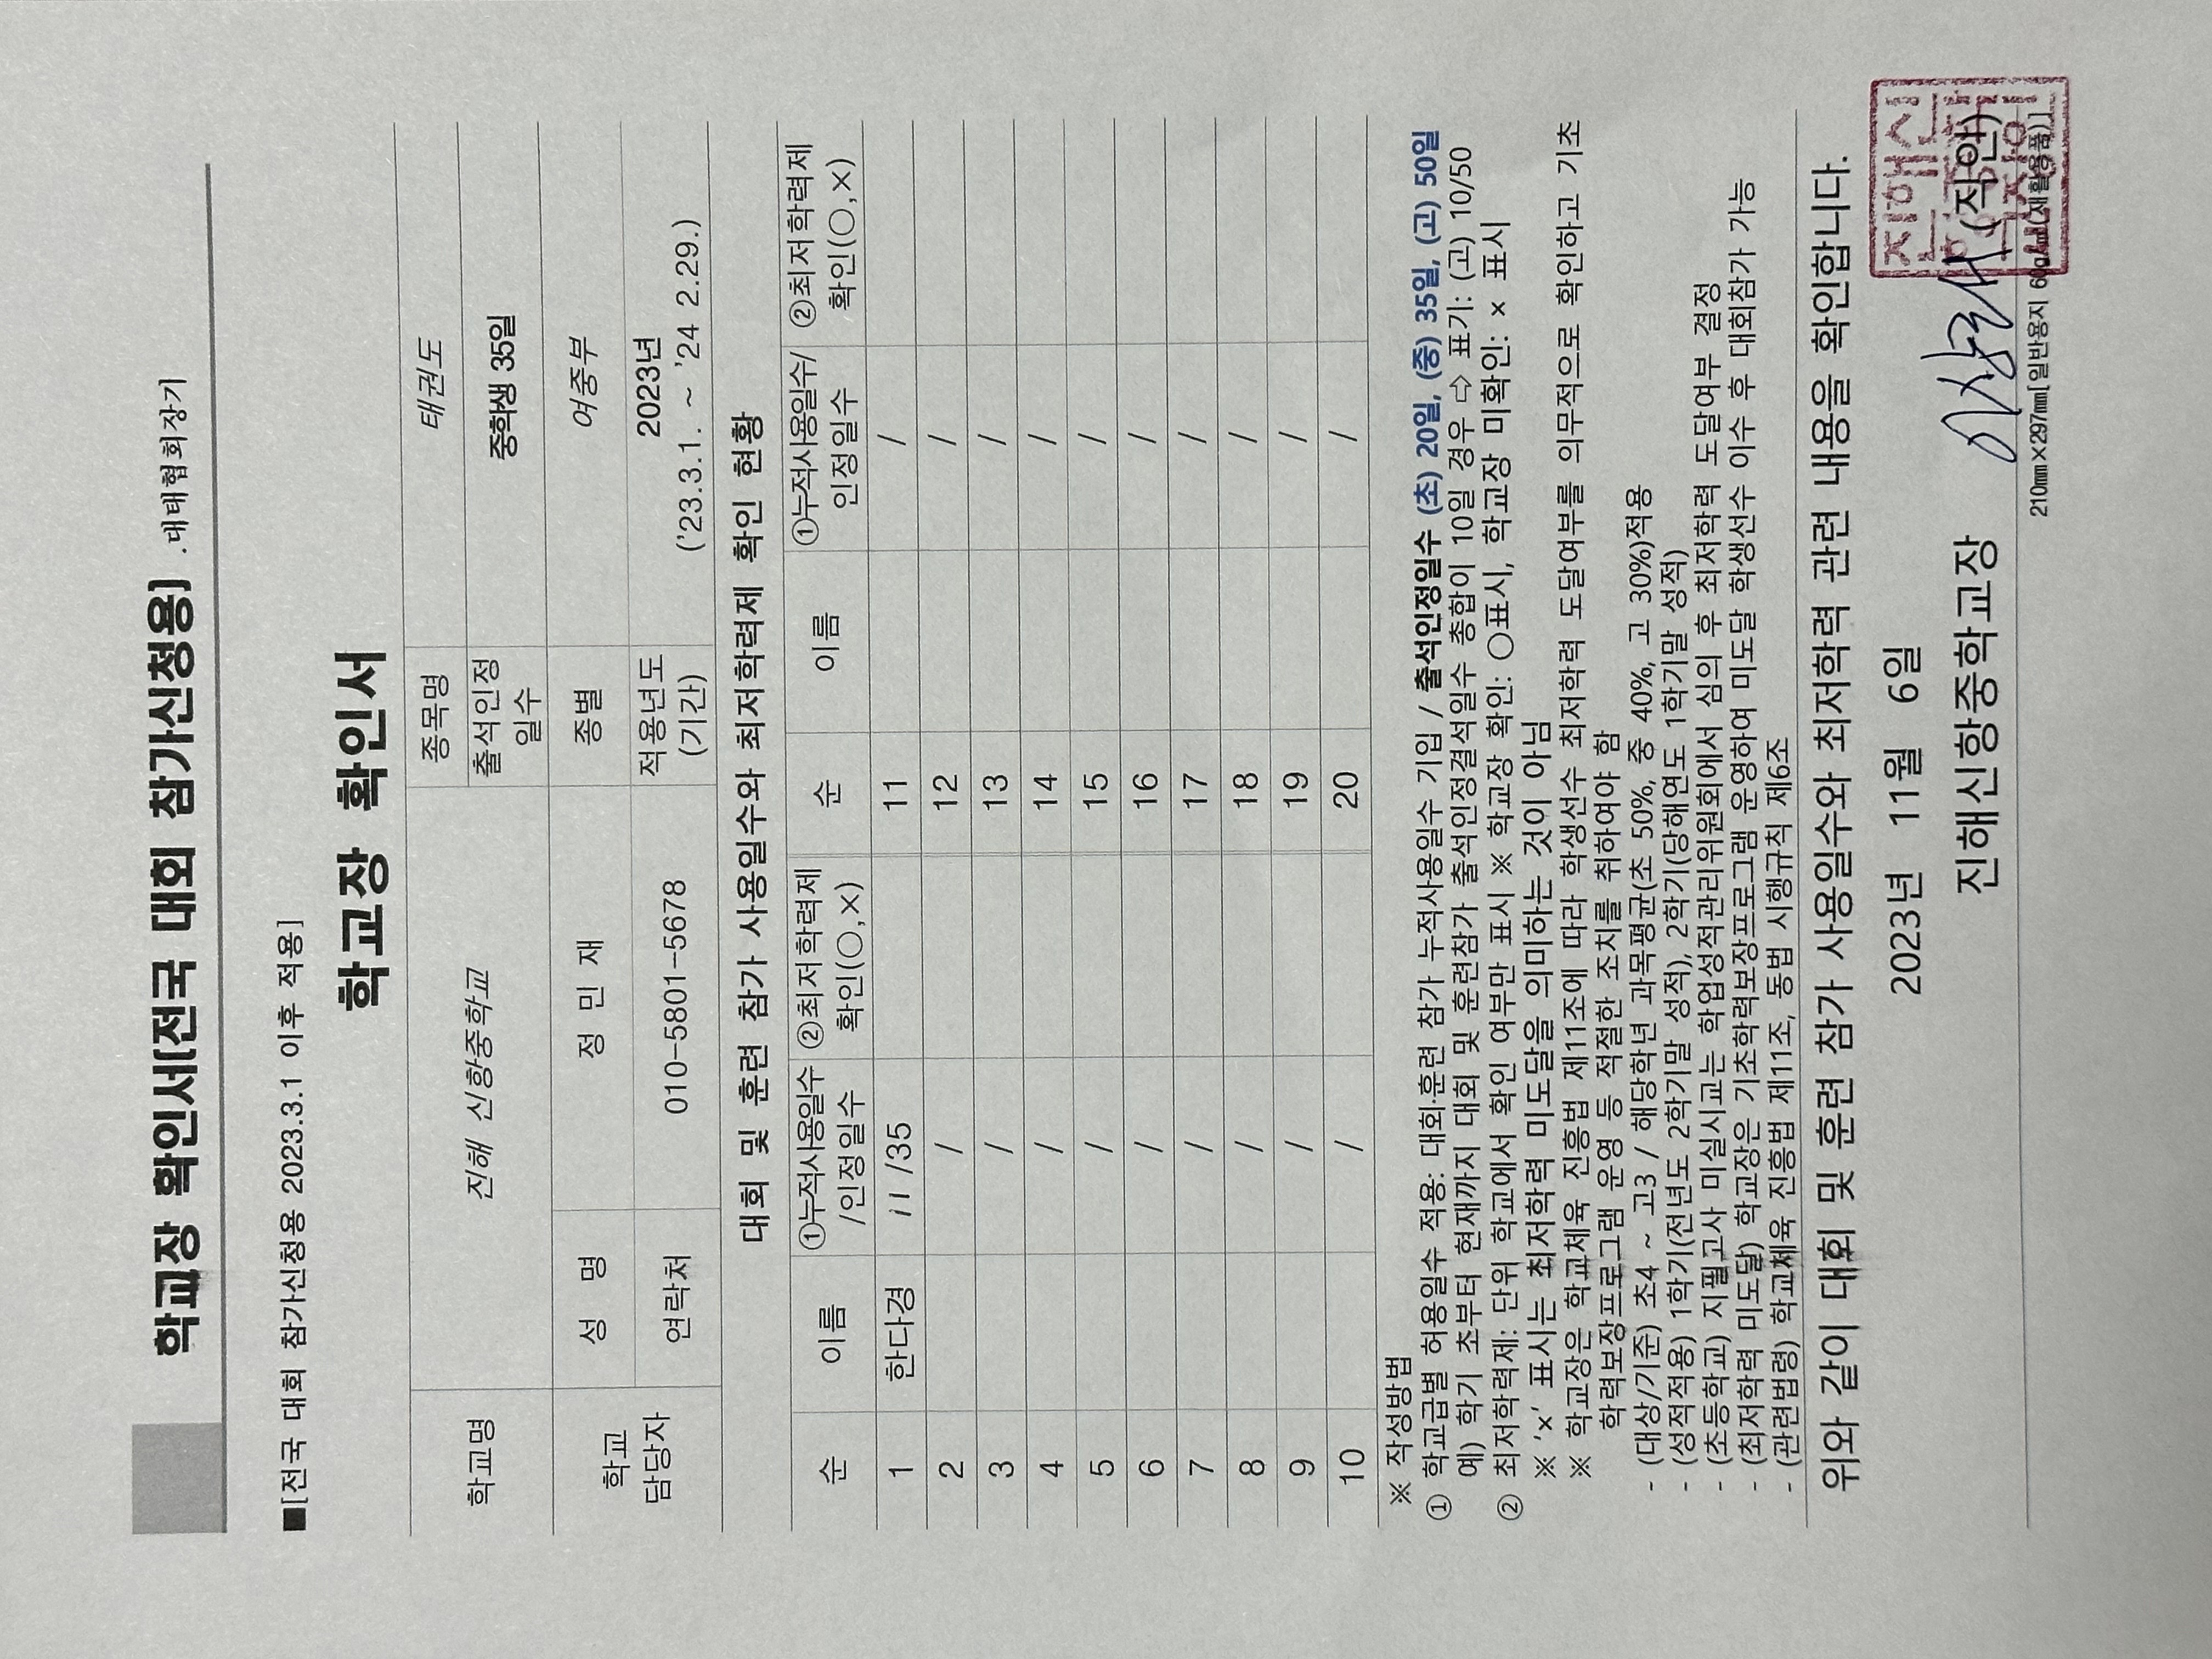 학교장 확인서[전국 대회 참가신청용] .대태협회장기
■[전국 대회 참가신청용 2023.3.1 이후 적용]
학교장 확인서
학교명 진해 신항중학교 종목명 태권도
출석인정일수 중학생 35일
학교 담당자 성 명 정 민 재 종별 여중부
연락처 010-5801-5678 적용년도 (기간) 2023년 ('23.3.1. ~ '24 2.29.)
대회 및 훈련 참가 사용일수와 최저학력제 확인 현황
순 이름 ①누적사용일수/인정일수 ②최저학력제 확인(○,×) 순 이름 ①누적사용일수/인정일수 ②최저학력제 확인(○,×)
1 한다경 11/35 11 /
2 / 12 /
3 / 13 /
4 / 14 /
5 / 15 /
6 / 16 /
7 / 17 /
8 / 18 /
9 / 19 /
10 / 20 /
※ 작성방법
① 학교급별 허용일수 적용: 대회·훈련 참가 누적사용일수 기입 / 출석인정일수 (초) 20일, (중) 35일, (고) 50일
예) 학기 초부터 현재까지 대회 및 훈련참가 출석인정결석일수 총합이 10일 경우 ⇨ 표기: (고) 10/50
② 최저학력제: 단위 학교에서 확인 여부만 표시 ※ 학교장 확인: ○표시, 학교장 미확인: × 표시
※ '×' 표시는 최저학력 미도달을 의미하는 것이 아님
※ 학교장은 학교체육 진흥법 제11조에 따라 학생선수 최저학력 도달여부를 의무적으로 확인하고 기초
학력보장프로그램 운영 등 적절한 조치를 취하여야 함
- (대상/기준) 초4 ~ 고3 / 해당학년 과목평균(초 50%, 중 40%, 고 30%)적용
- (성적적용) 1학기(전년도 2학기말 성적), 2학기(당해연도 1학기말 성적)
- (초등학교) 지필고사 미실시교는 학업성적관리위원회에서 심의 후 최저학력 도달여부 결정
- (최저학력 미도달) 학교장은 기초학력보장프로그램 운영하여 미도달 학생선수 이수 후 대회참가 가능
- (관련법령) 학교체육 진흥법 제11조, 동법 시행규칙 제6조
위와 같이 대회 및 훈련 참가 사용일수와 최저학력 관련 내용을 확인합니다.
2023년 11월 6일
진해신항중학교장 (직인)
210㎜×297㎜[일반용지 60g/㎡(재활용품)]